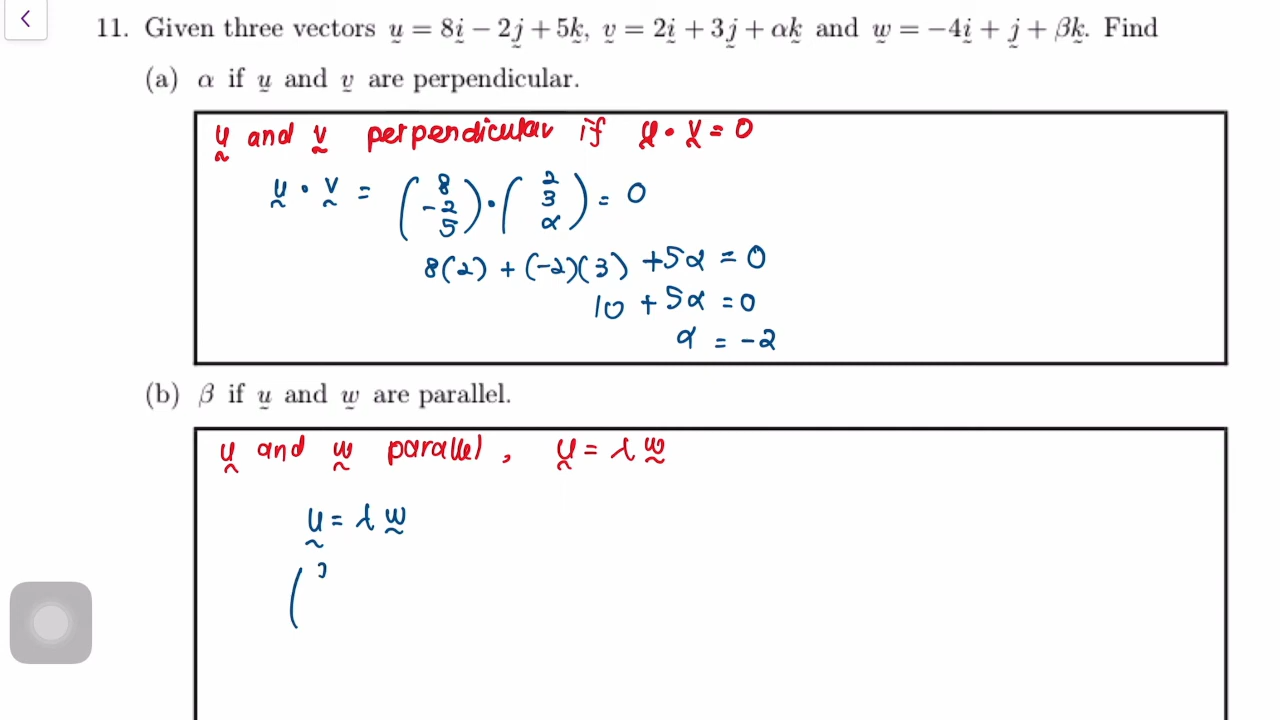 11. Given three vectors u = 8i − 2j + 5k, v = 2i + 3j + αk and w = −4i + j + βk. Find
(a) α if u and v are perpendicular.
u and v perpendicular if u · v = 0
u · v = (8 -2 5) · (2 3 α) = 0
8(2) + (-2)(3) + 5α = 0
10 + 5α = 0
α = -2
(b) β if u and w are parallel.
u and w parallel, u = λ w
u = λ w
(